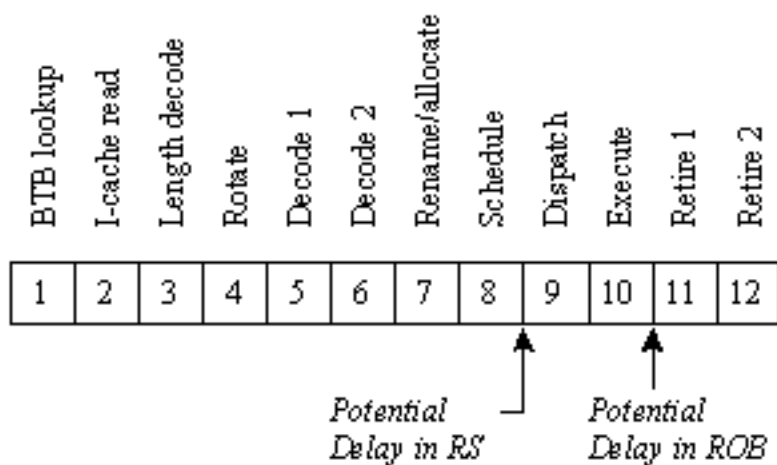 BTB lookup
I-cache read
Length decode
Rotate
Decode 1
Decode 2
Rename/allocate
Schedule
Dispatch
Execute
Retire 1
Retire 2
1 2 3 4 5 6 7 8 9 10 11 12
Potential
Delay in RS
Potential
Delay in ROB